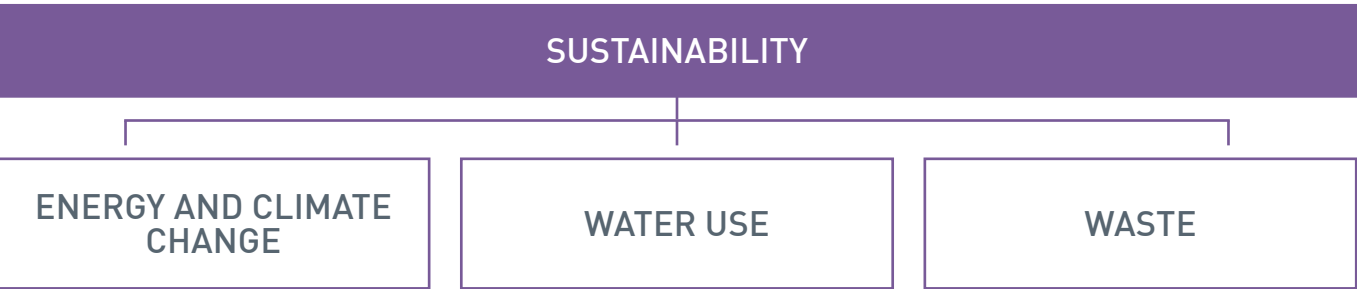 SUSTAINABILITY
ENERGY AND CLIMATE
CHANGE
WATER USE
WASTE